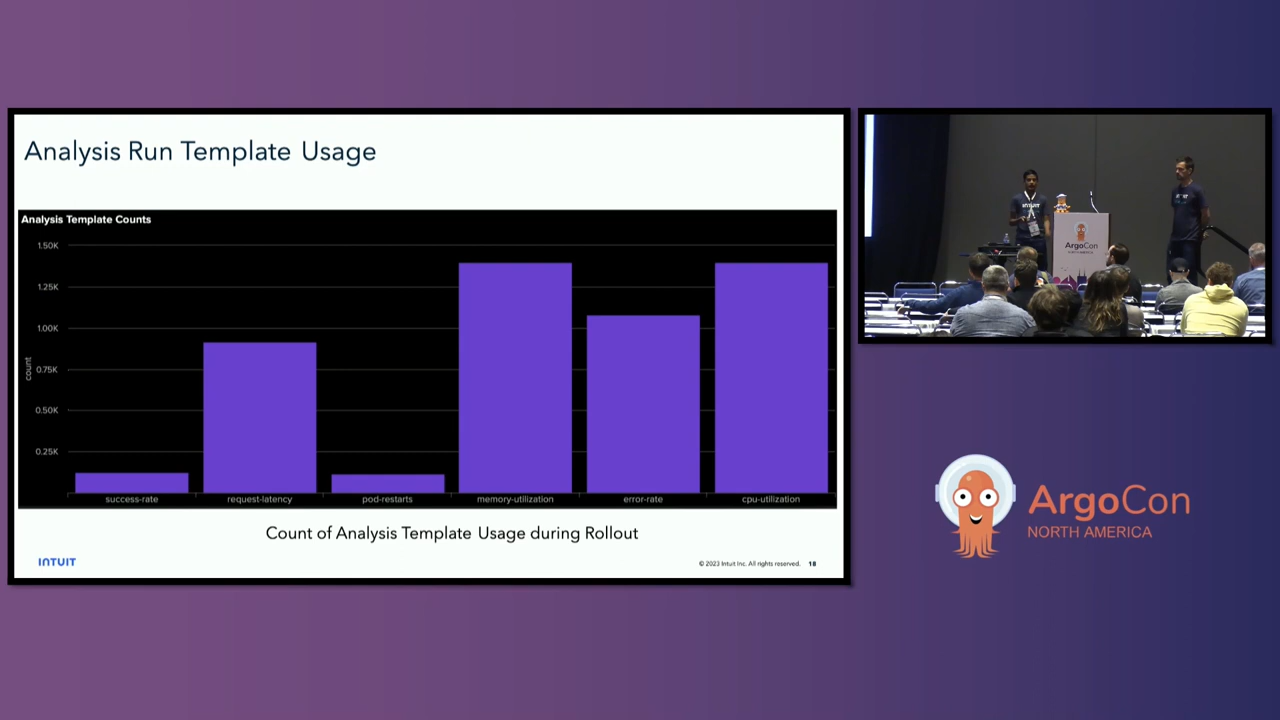 Analysis Run Template Usage
Analysis Template Counts
1.50K
1.25K
1.00K
0.75K
0.50K
0.25K
count
success-rate
request-latency
pod-restarts
memory-utilization
error-rate
cpu-utilization
Count of Analysis Template Usage during Rollout
INTUIT
© 2023 Intuit Inc. All rights reserved. 18
INTUIT
ArgoCon
ArgoCon
NORTH AMERICA